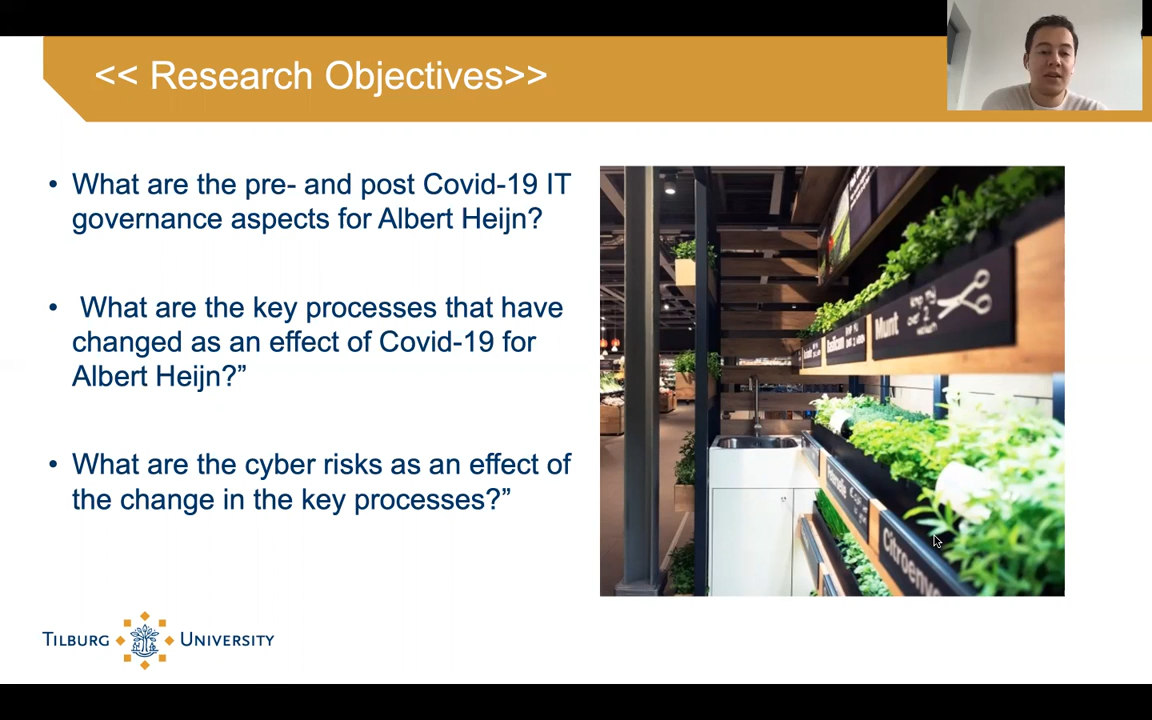 << Research Objectives>>
• What are the pre- and post Covid-19 IT
governance aspects for Albert Heijn?
• What are the key processes that have
changed as an effect of Covid-19 for
Albert Heijn?”
• What are the cyber risks as an effect of
the change in the key processes?”
Munt
TILBURG UNIVERSITY